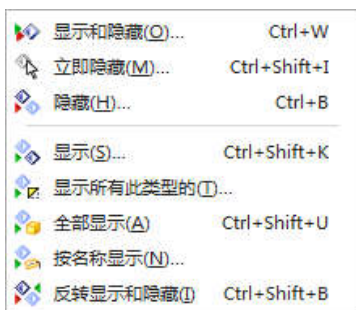 显示和隐藏(O)... Ctrl+W
立即隐藏(M)... Ctrl+Shift+I
隐藏(H)... Ctrl+B
显示(S)... Ctrl+Shift+K
显示所有此类型的(T)...
全部显示(A) Ctrl+Shift+U
按名称显示(N)...
反转显示和隐藏(I) Ctrl+Shift+B